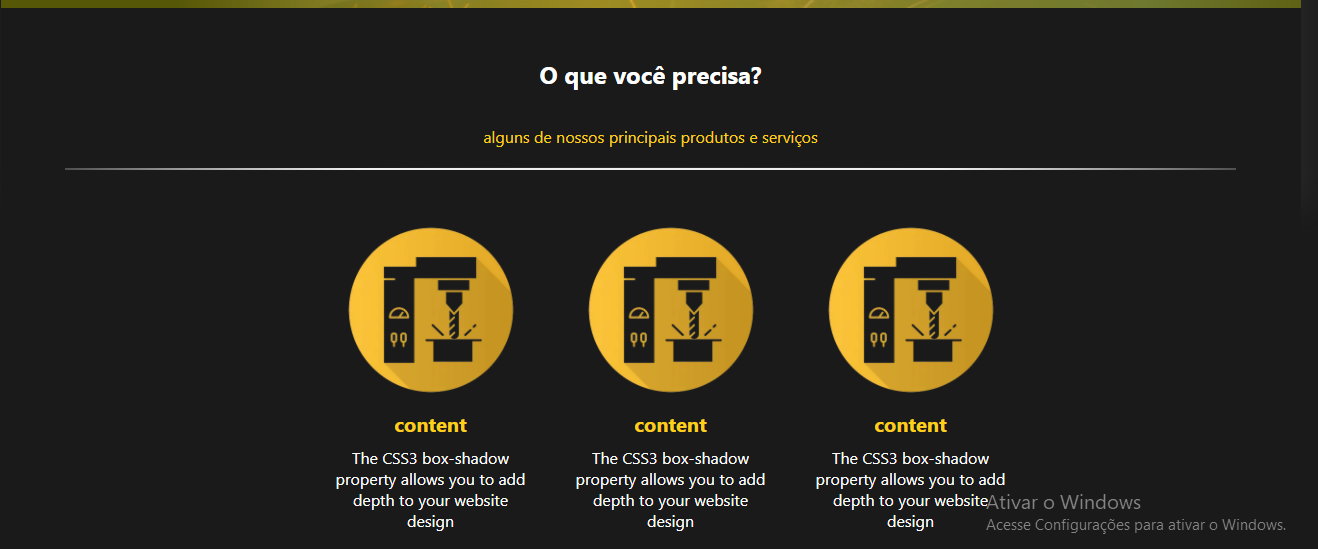 O que você precisa?
alguns de nossos principais produtos e serviços
content
The CSS3 box-shadow
property allows you to add
depth to your website
design
content
The CSS3 box-shadow
property allows you to add
depth to your website
design
content
The CSS3 box-shadow
property allows you to add
depth to your website
design
Ativar o Windows
Acesse Configurações para ativar o Windows.